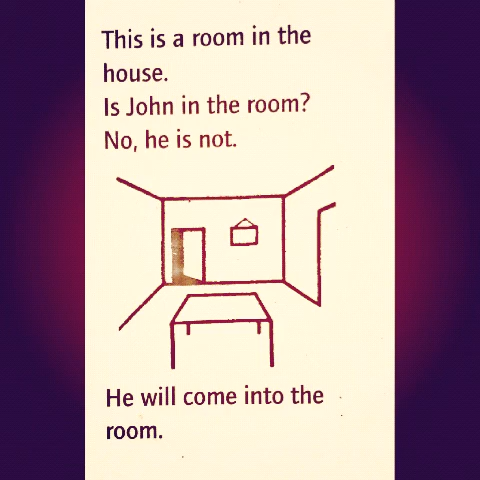 This is a room in the
house.
Is John in the room?
No, he is not.
He will come into the
room.